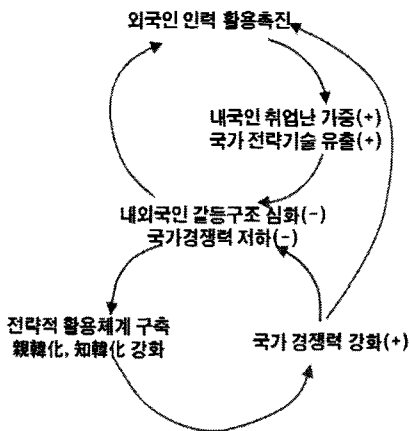 외국인 인력 활용촉진
내국인 취업난 가중(+)
국가 전략기술 유출(+)
내외국인 갈등구조 심화(-)
국가경쟁력 저하(-)
전략적 활용체계 구축
親韓化, 知韓化 강화
국가 경쟁력 강화(+)